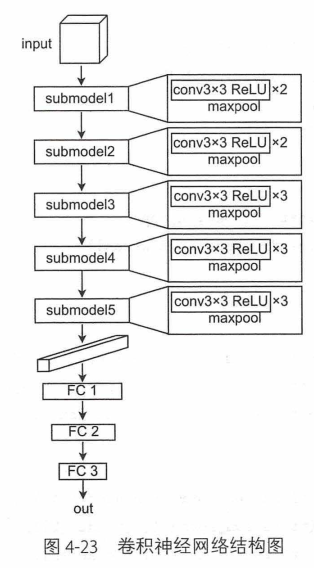 input
submodel1
conv3×3 ReLU ×2
maxpool
submodel2
conv3×3 ReLU ×2
maxpool
submodel3
conv3×3 ReLU ×3
maxpool
submodel4
conv3×3 ReLU ×3
maxpool
submodel5
conv3×3 ReLU ×3
maxpool
FC 1
FC 2
FC 3
out
图 4-23 卷积神经网络结构图